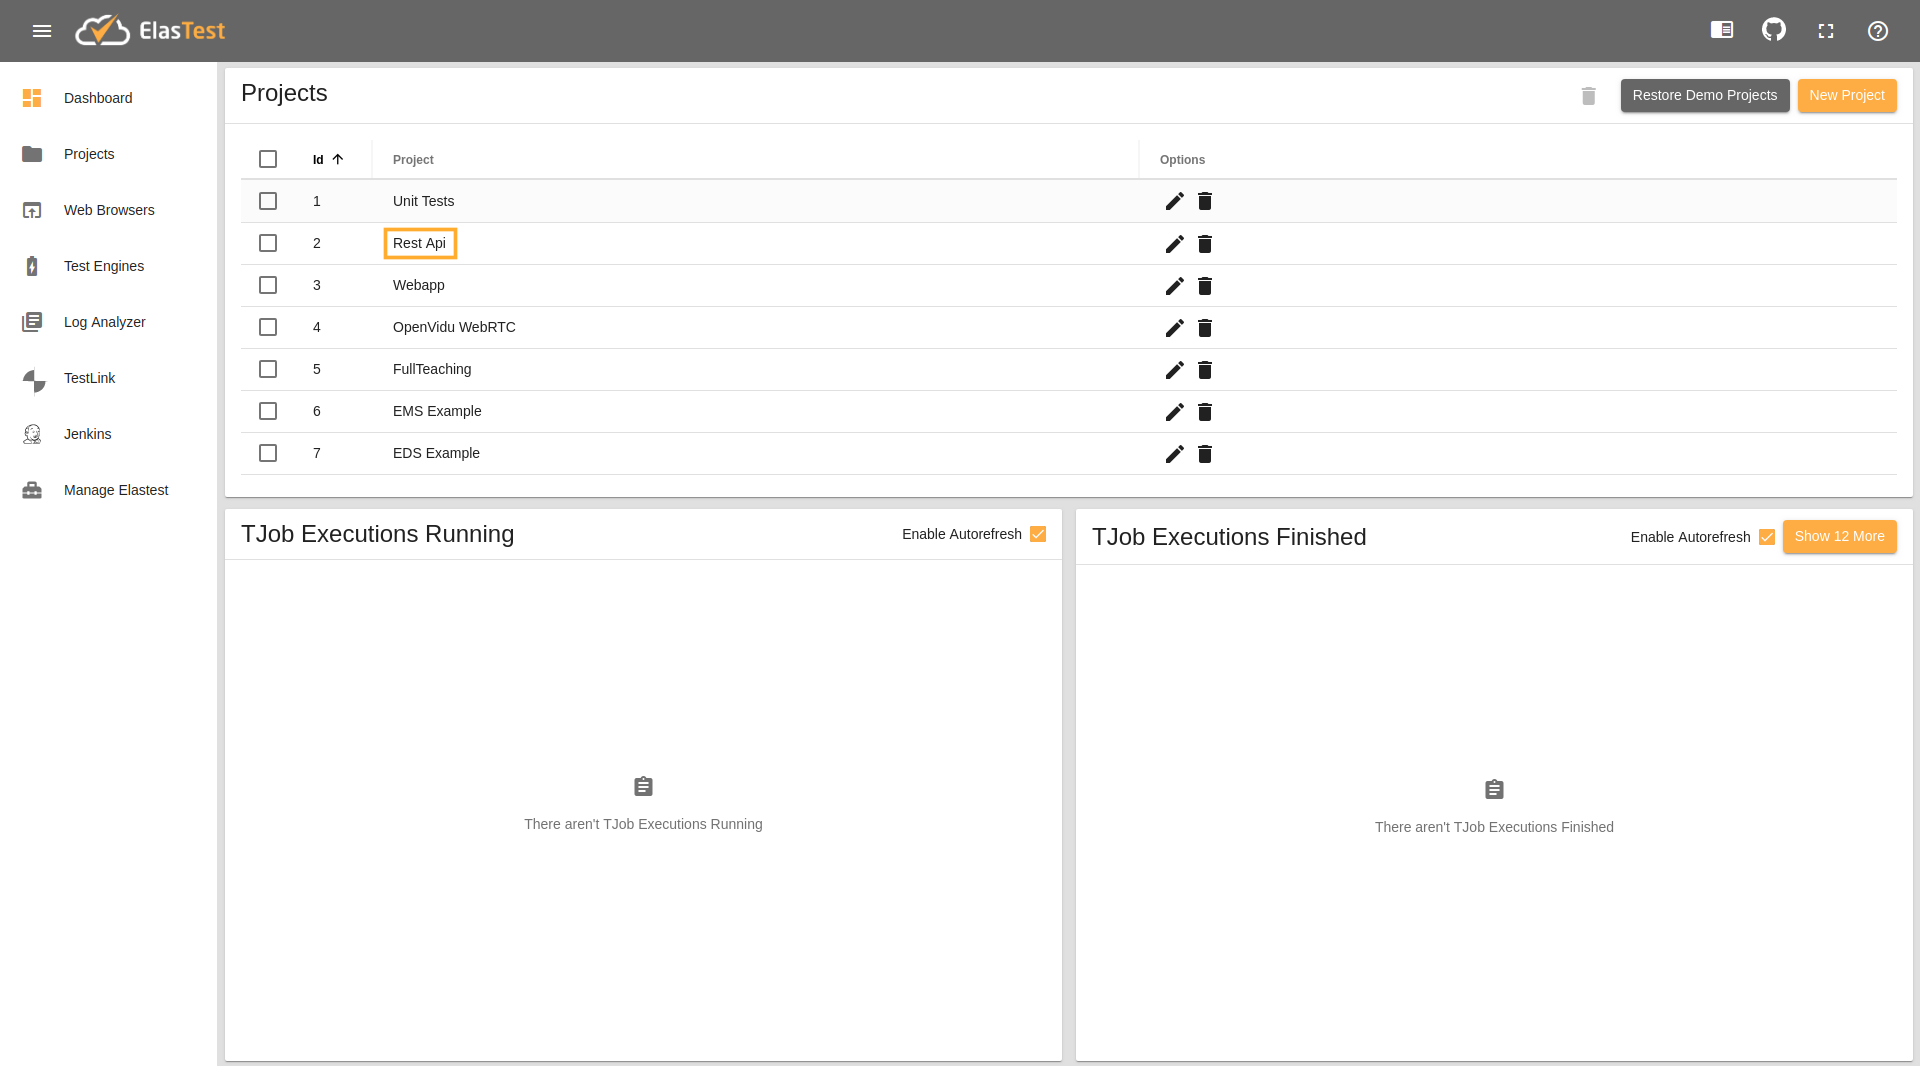 ElasTest
Dashboard
Projects
Web Browsers
Test Engines
Log Analyzer
TestLink
Jenkins
Manage Elastest
Projects
Restore Demo Projects
New Project
Id Project Options
1 Unit Tests
2 Rest Api
3 Webapp
4 OpenVidu WebRTC
5 FullTeaching
6 EMS Example
7 EDS Example
TJob Executions Running
Enable Autorefresh
There aren't TJob Executions Running
TJob Executions Finished
Enable Autorefresh
Show 12 More
There aren't TJob Executions Finished